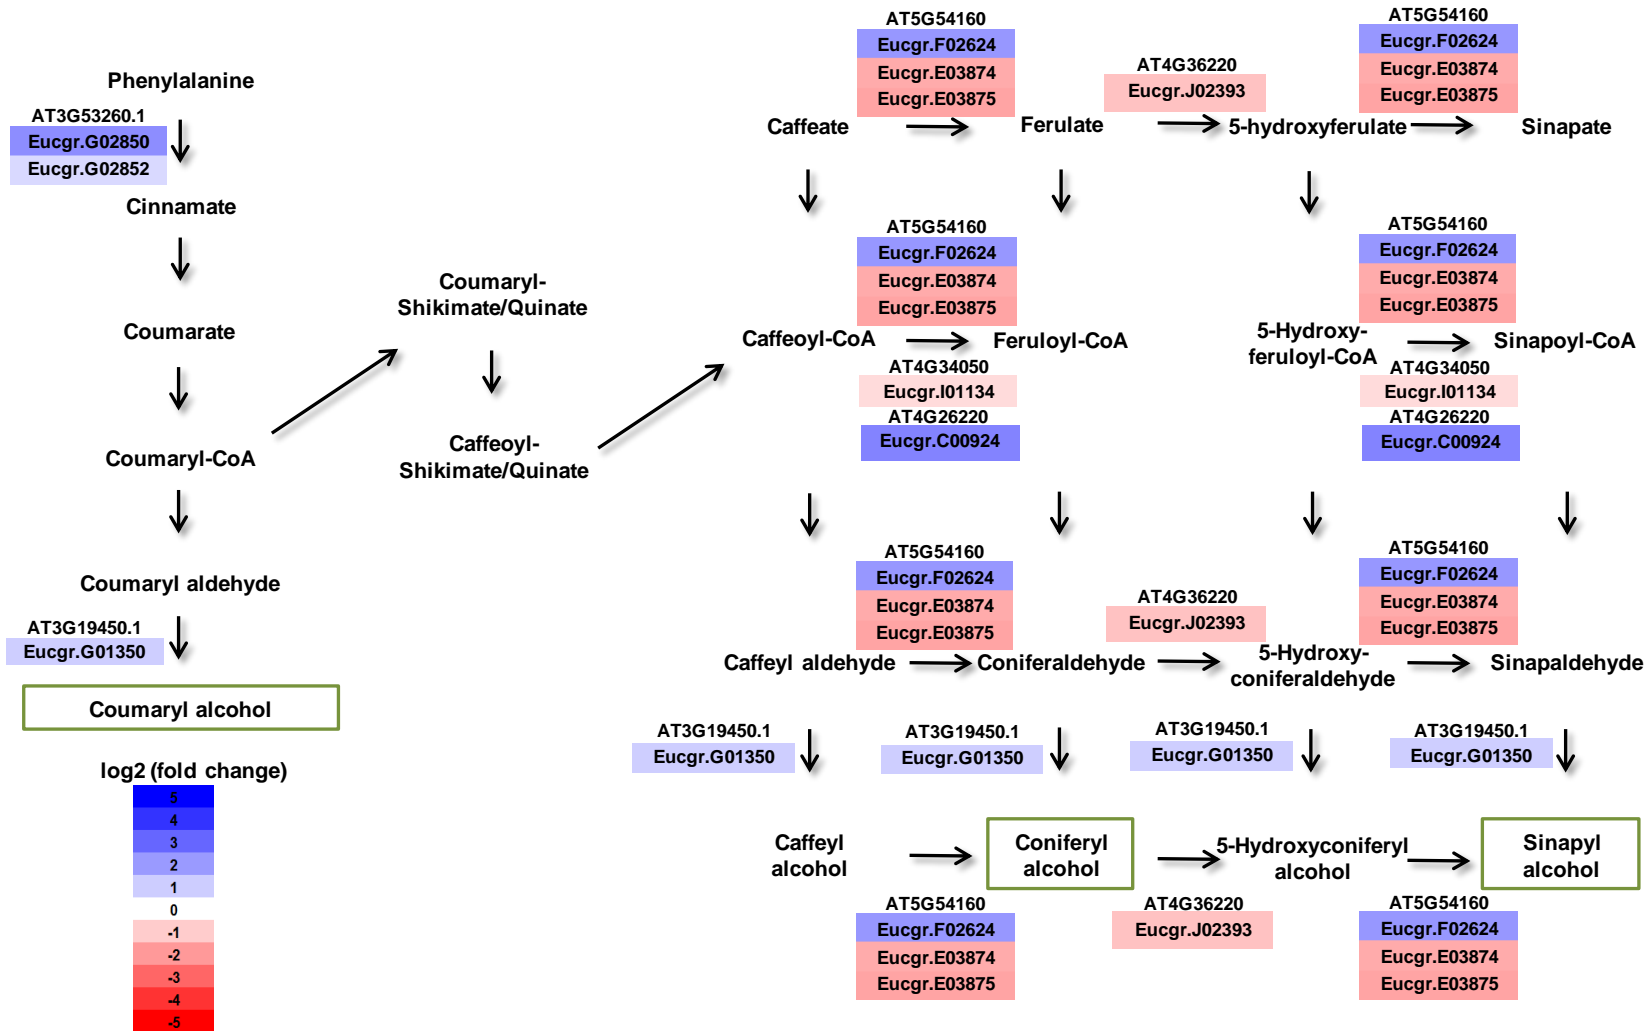 Phenylalanine
AT3G53260.1
Eucgr.G02850
Eucgr.G02852
Cinnamate
Coumarate
Coumaryl-CoA
Coumaryl aldehyde
AT3G19450.1
Eucgr.G01350
Coumaryl alcohol
log2 (fold change)
5
4
3
2
1
0
-1
-2
-3
-4
-5
Coumaryl-
Shikimate/Quinate
Caffeoyl-
Shikimate/Quinate
AT5G54160
Eucgr.F02624
Eucgr.E03874
Eucgr.E03875
AT4G36220
Eucgr.J02393
AT5G54160
Eucgr.F02624
Eucgr.E03874
Eucgr.E03875
Caffeate
Ferulate
5-hydroxyferulate
Sinapate
AT5G54160
Eucgr.F02624
Eucgr.E03874
Eucgr.E03875
AT5G54160
Eucgr.F02624
Eucgr.E03874
Eucgr.E03875
Caffeoyl-CoA
Feruloyl-CoA
5-Hydroxy-
feruloyl-CoA
Sinapoyl-CoA
AT4G34050
Eucgr.I01134
AT4G26220
Eucgr.C00924
AT4G34050
Eucgr.I01134
AT4G26220
Eucgr.C00924
AT5G54160
Eucgr.F02624
Eucgr.E03874
Eucgr.E03875
AT4G36220
Eucgr.J02393
AT5G54160
Eucgr.F02624
Eucgr.E03874
Eucgr.E03875
Caffeyl aldehyde
Coniferaldehyde
5-Hydroxy-
coniferaldehyde
Sinapaldehyde
AT3G19450.1
Eucgr.G01350
AT3G19450.1
Eucgr.G01350
AT3G19450.1
Eucgr.G01350
AT3G19450.1
Eucgr.G01350
Caffeyl
alcohol
Coniferyl
alcohol
5-Hydroxyconiferyl
alcohol
Sinapyl
alcohol
AT5G54160
Eucgr.F02624
Eucgr.E03874
Eucgr.E03875
AT4G36220
Eucgr.J02393
AT5G54160
Eucgr.F02624
Eucgr.E03874
Eucgr.E03875